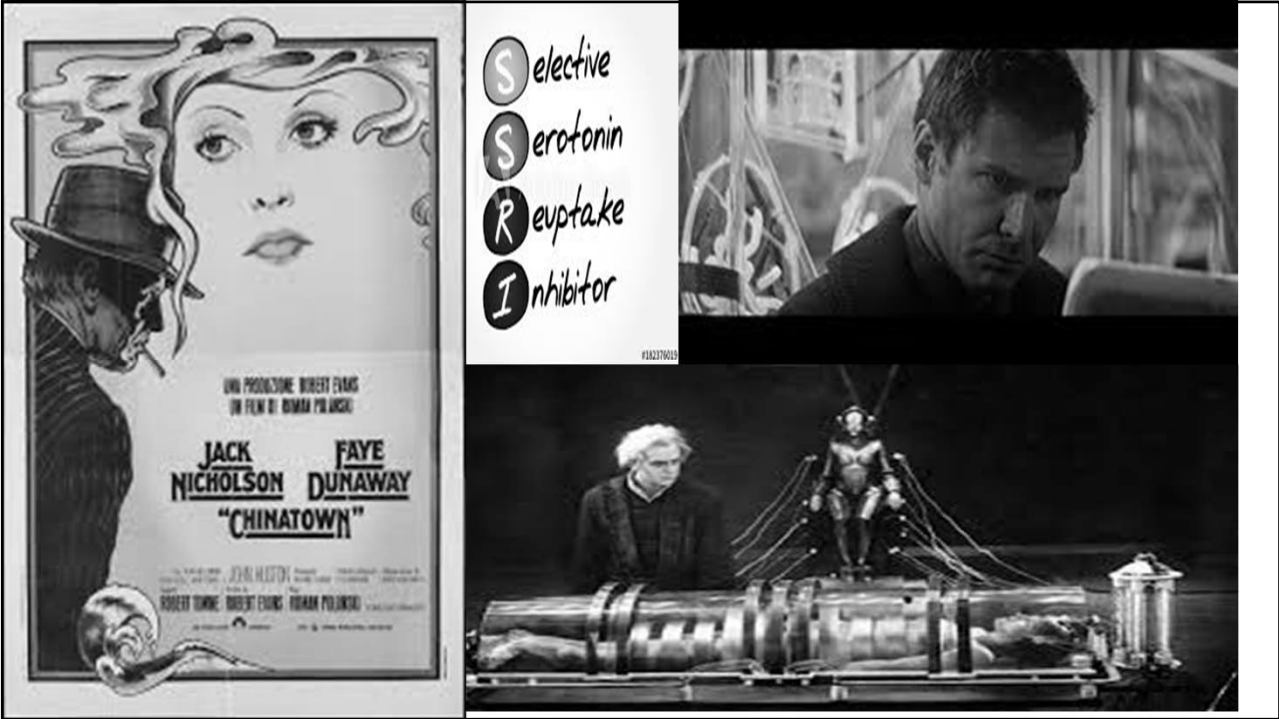 UNA PRODUZIONE ROBERT EVANS
UN FILM DI ROMAN POLANSKI
JACK NICHOLSON
FAYE DUNAWAY
"CHINATOWN"
JOHN HUSTON
ROBERT TOWNE ROBERT EVANS ROMAN POLANSKI
Selective
Serotonin
Reuptake
Inhibitor
#182376019